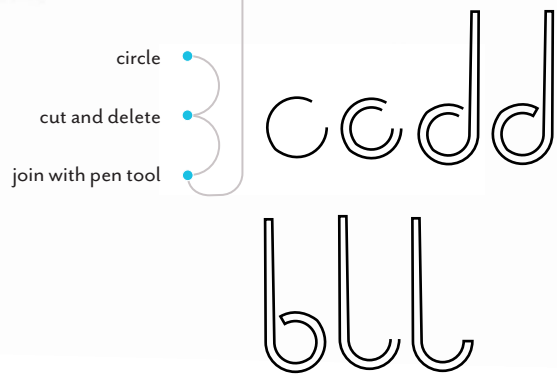 circle
cut and delete
join with pen tool
c c d d
b l l